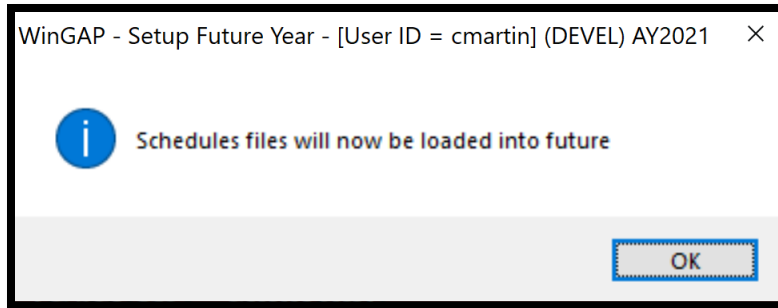 WinGAP - Setup Future Year - [User ID = cmartin] (DEVEL) AY2021
Schedules files will now be loaded into future
OK